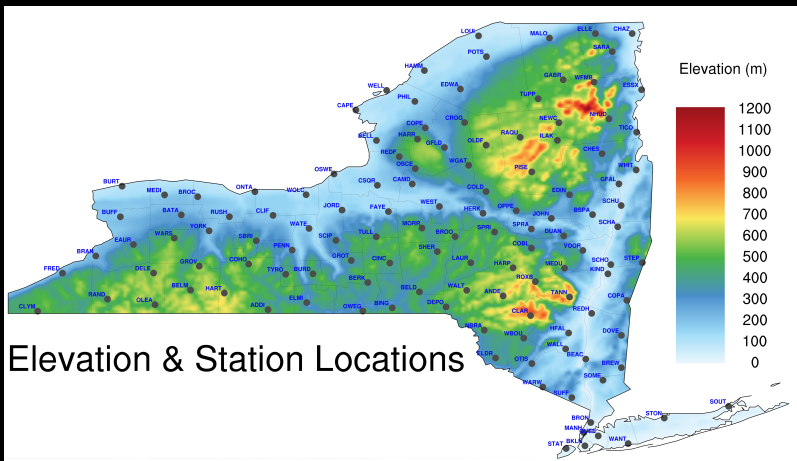 LOUI
MALO
ELLE
CHAZ
POTS
SARA
HAMM
GABR
WFMB
WELL
EDWA
ESSX
PHIL
TUPP
CAPE
NHUD
COPE
CROG
NEWC
TICO
BELL
HARR
RAQU
ILAK
GFLD
OLDF
REDF
CHES
OSCE
WGAT
PISE
WHIT
OSWE
CSQR
CAMD
GFAL
BURT
COLD
MEDI
BROC
ONTA
WOLC
EDIN
SCHU
BUFF
BATA
RUSH
CLIF
JORD
FAYE
WEST
HERK
OPPE
JOHN
BSPA
SCHA
YORK
WATE
MORR
SPRA
EAUR
WARS
SBRI
SCIP
TULL
BROO
SPRI
DUAN
BRAN
PENN
SHER
COBL
VOOR
FRED
DELE
GROV
COHO
TYRO
BURD
GROT
CINC
LAUR
HARP
MEDU
SCHO
STEP
KIND
BERK
ROXB
RAND
BELM
HART
BELD
WALT
ANDE
TANN
COPA
CLYM
OLEA
ADDI
ELMI
OWEG
BING
DEPO
CLAR
REDH
NBRA
WBOU
HFAL
DOVE
WALL
ELDR
OTIS
BEAC
BREW
SOME
WARW
SUFF
SOUT
BRON
STON
MANH
STAT
BKLN
WANT
Elevation (m)
1200
1100
1000
900
800
700
600
500
400
300
200
100
0
Elevation & Station Locations